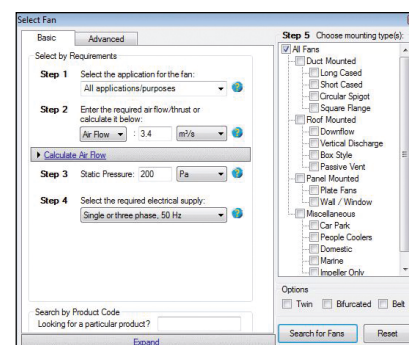 Select Fan
Basic
Advanced
Select by Requirements
Step 1 Select the application for the fan:
All applications/purposes
Step 2 Enter the required air flow/thrust or
calculate it below:
Air Flow : 3.4 m³/s
Calculate Air Flow
Step 3 Static Pressure: 200 Pa
Step 4 Select the required electrical supply:
Single or three phase, 50 Hz
Search by Product Code
Looking for a particular product?
Expand
Step 5 Choose mounting type(s):
All Fans
Duct Mounted
Long Cased
Short Cased
Circular Spigot
Square Flange
Roof Mounted
Downflow
Vertical Discharge
Box Style
Passive Vent
Panel Mounted
Plate Fans
Wall / Window
Miscellaneous
Car Park
People Coolers
Domestic
Marine
Impeller Only
Options
Twin Bifurcated Belt
Search for Fans Reset